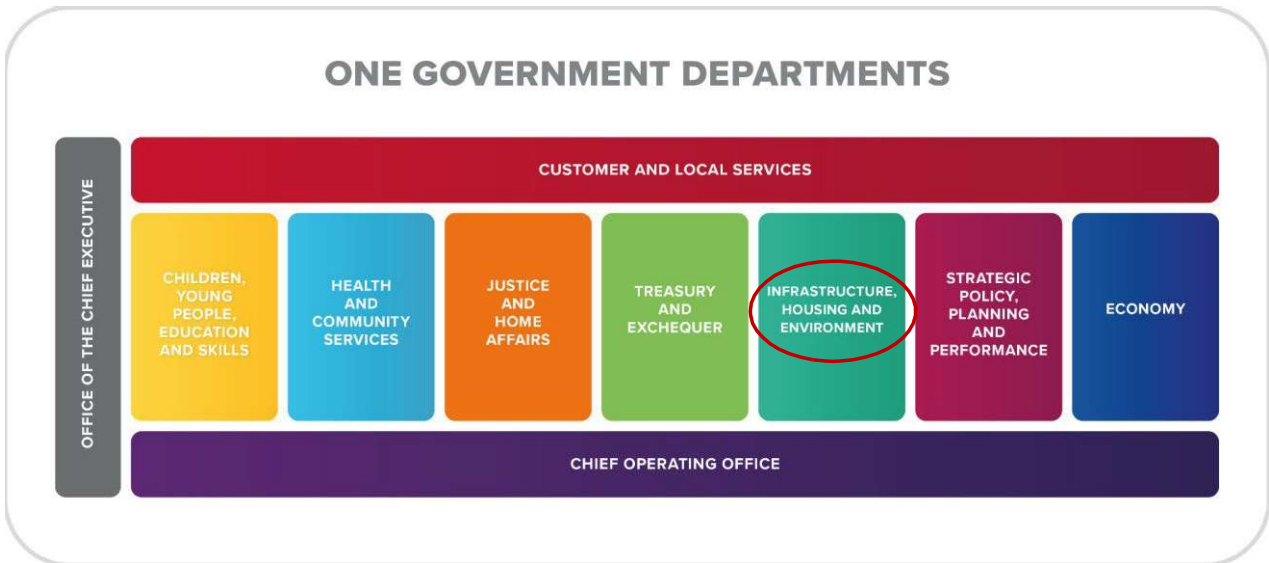 ONE GOVERNMENT DEPARTMENTS
OFFICE OF THE CHIEF EXECUTIVE
CUSTOMER AND LOCAL SERVICES
CHILDREN,
YOUNG
PEOPLE,
EDUCATION
AND SKILLS
HEALTH
AND
COMMUNITY
SERVICES
JUSTICE
AND
HOME
AFFAIRS
TREASURY
AND
EXCHEQUER
INFRASTRUCTURE,
HOUSING AND
ENVIRONMENT
STRATEGIC
POLICY,
PLANNING
AND
PERFORMANCE
ECONOMY
CHIEF OPERATING OFFICE